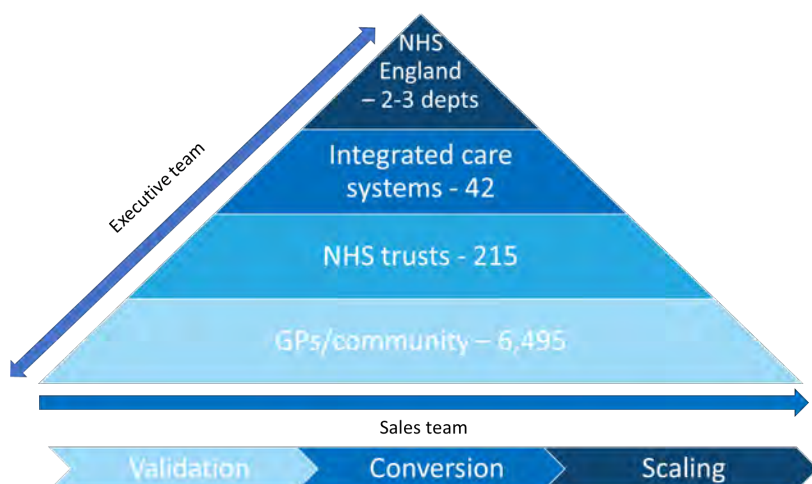 NHS
England
– 2-3 depts
Integrated care
systems - 42
NHS trusts - 215
GPs/community – 6,495
Executive team
Sales team
Validation
Conversion
Scaling